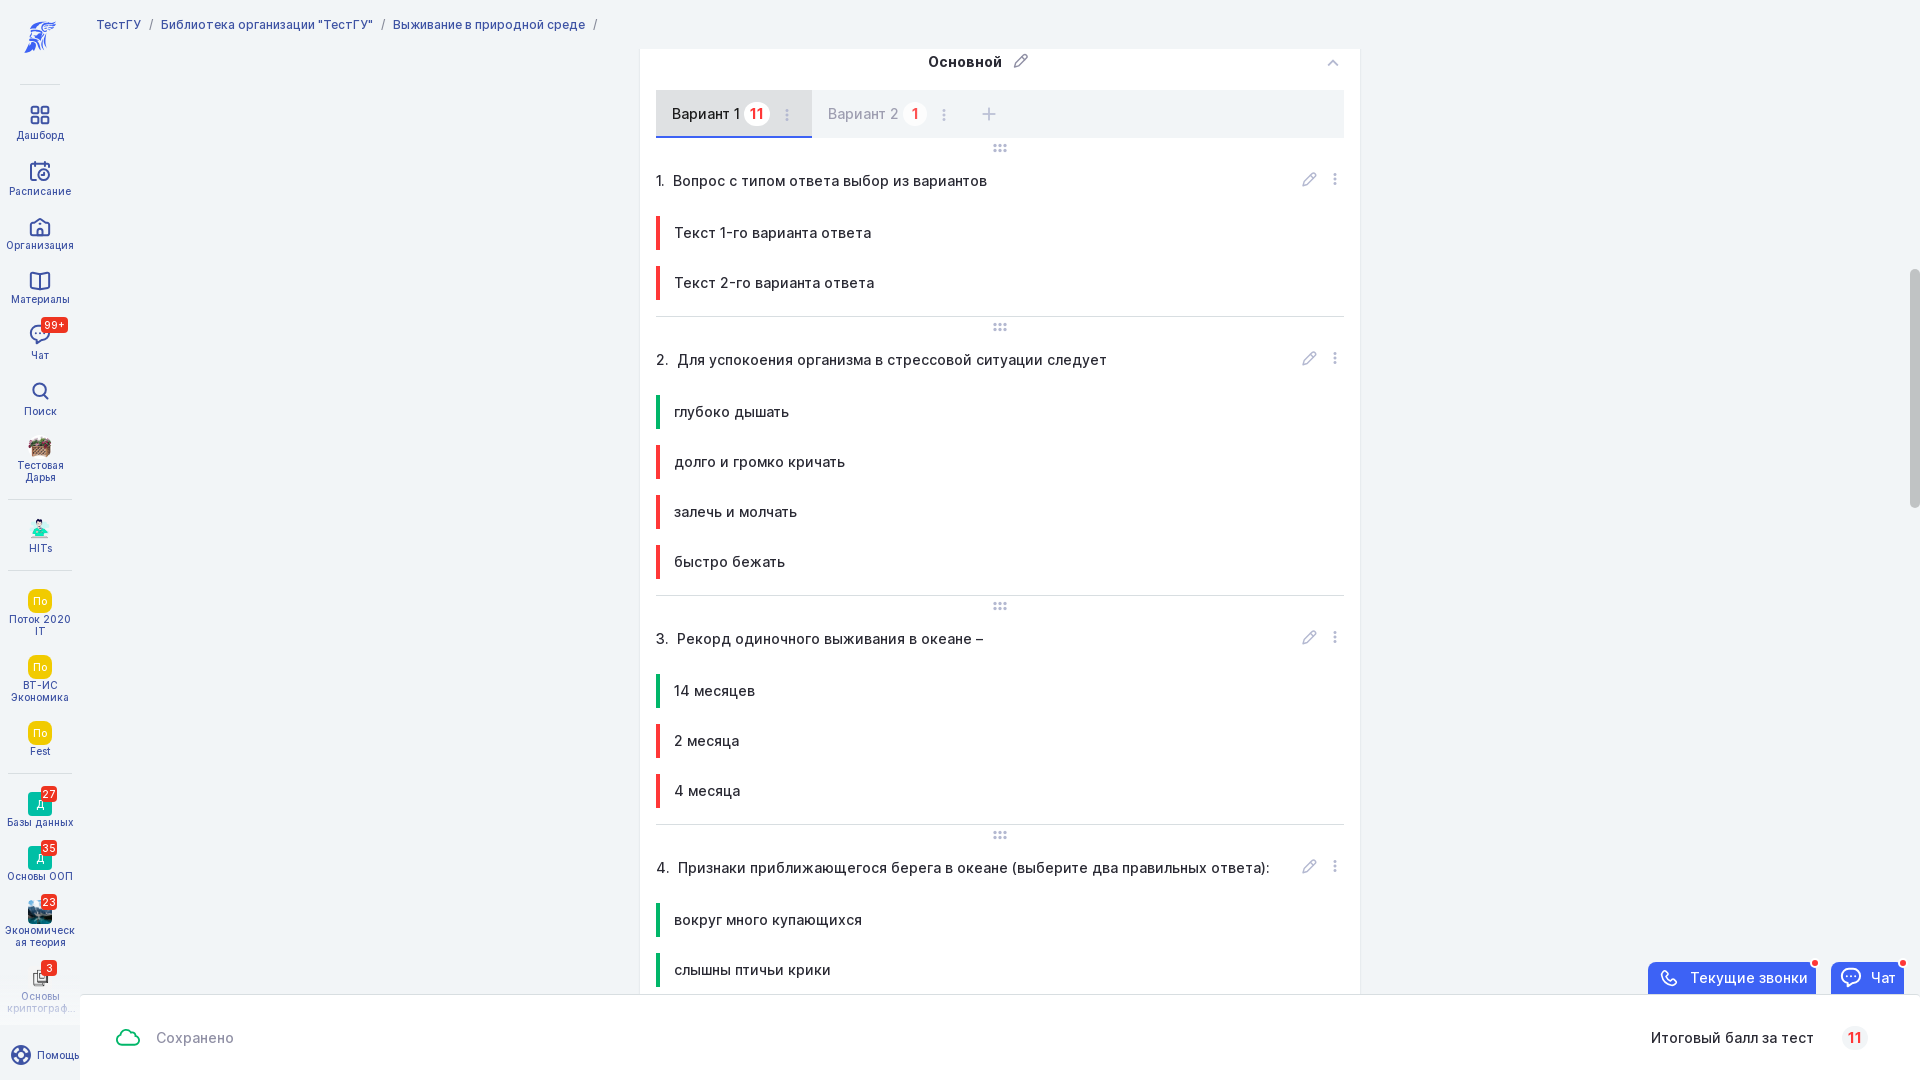 ТестГУ / Библиотека организации "ТестГУ" / Выживание в природной среде /
Дашборд
Расписание
Организация
Материалы
99+
Чат
Поиск
Тестовая
Дарья
HITs
По
Поток 2020
IT
По
ВТ-ИС
Экономика
По
Fest
27
Д
Базы данных
35
Д
Основы ООП
23
Экономическ
ая теория
3
Основы
криптограф...
Помощь
Основной
Вариант 1 11
Вариант 2 1
1. Вопрос с типом ответа выбор из вариантов
Текст 1-го варианта ответа
Текст 2-го варианта ответа
2. Для успокоения организма в стрессовой ситуации следует
глубоко дышать
долго и громко кричать
залечь и молчать
быстро бежать
3. Рекорд одиночного выживания в океане –
14 месяцев
2 месяца
4 месяца
4. Признаки приближающегося берега в океане (выберите два правильных ответа):
вокруг много купающихся
слышны птичьи крики
Текущие звонки
Чат
Сохранено
Итоговый балл за тест 11